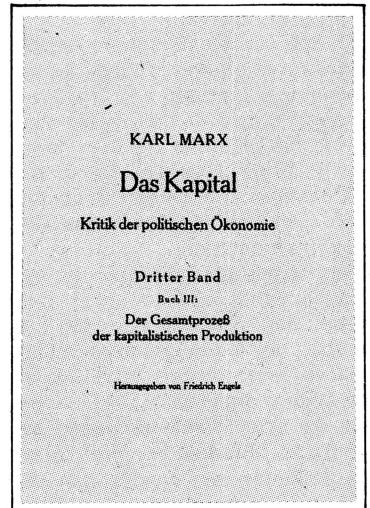 KARL MARX
Das Kapital
Kritik der politischen Ökonomie
Dritter Band
Buch III:
Der Gesamtprozeß
der kapitalistischen Produktion
Herausgegeben von Friedrich Engels